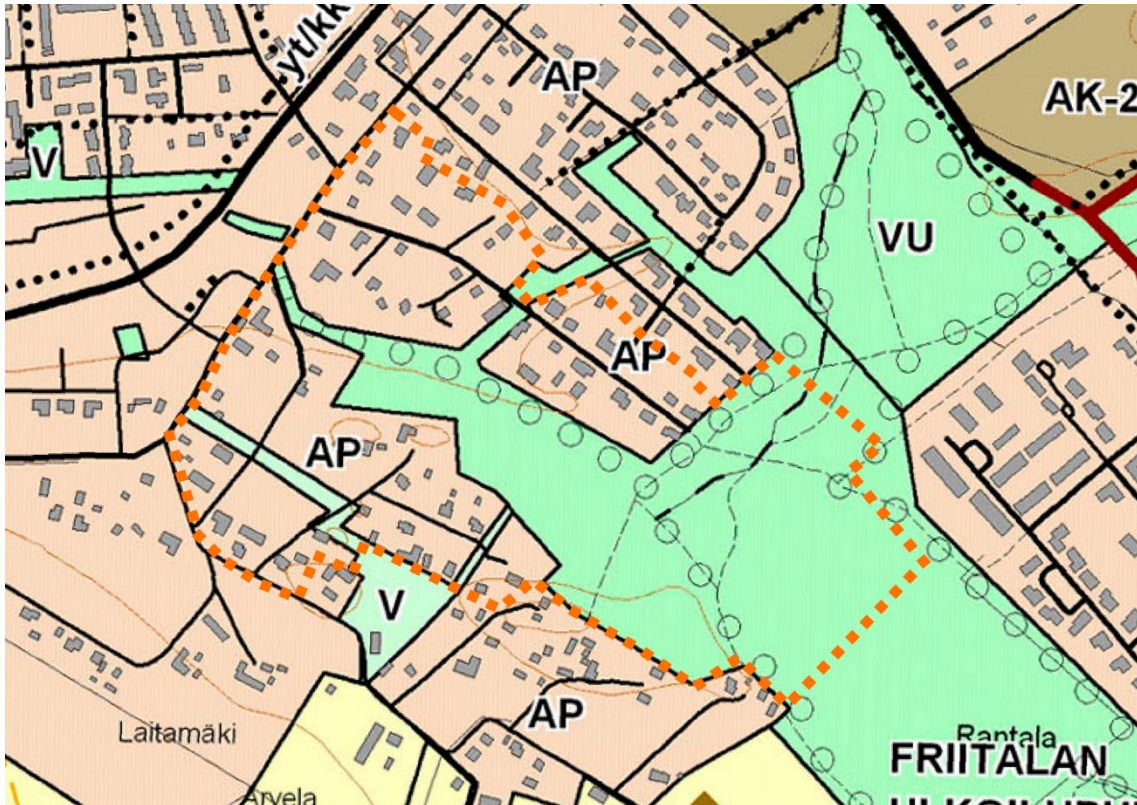 yt/kk
AP
AK-2
V
VU
AP
AP
V
AP
Laitamäki
Rantala
FRIITALAN
Arvela